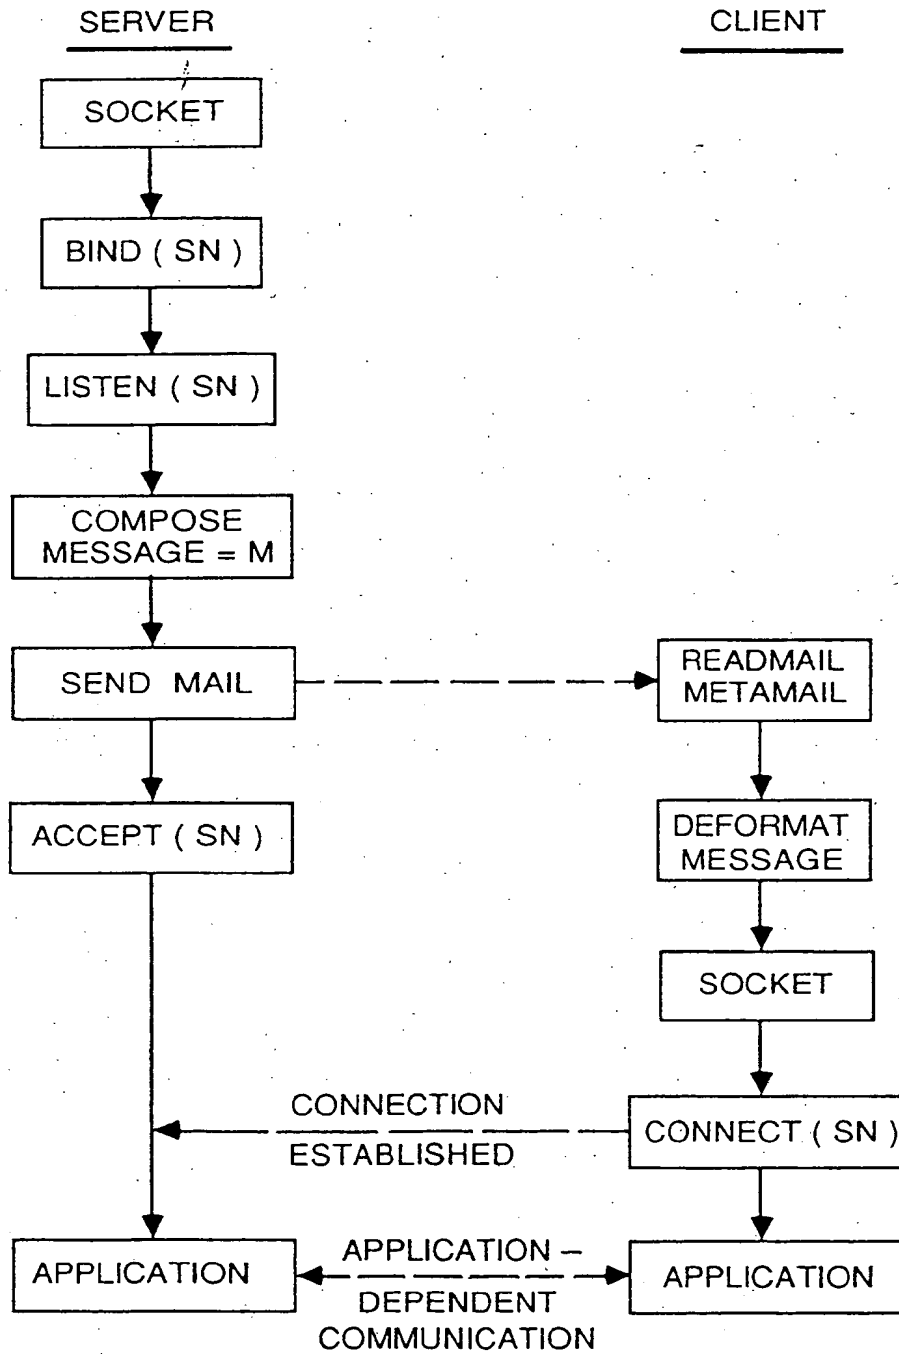 SERVER
CLIENT
SOCKET
BIND ( SN )
LISTEN ( SN )
COMPOSE
MESSAGE = M
SEND MAIL
READMAIL
METAMAIL
ACCEPT ( SN )
DEFORMAT
MESSAGE
SOCKET
CONNECTION
ESTABLISHED
CONNECT ( SN )
APPLICATION
APPLICATION –
DEPENDENT
COMMUNICATION
APPLICATION